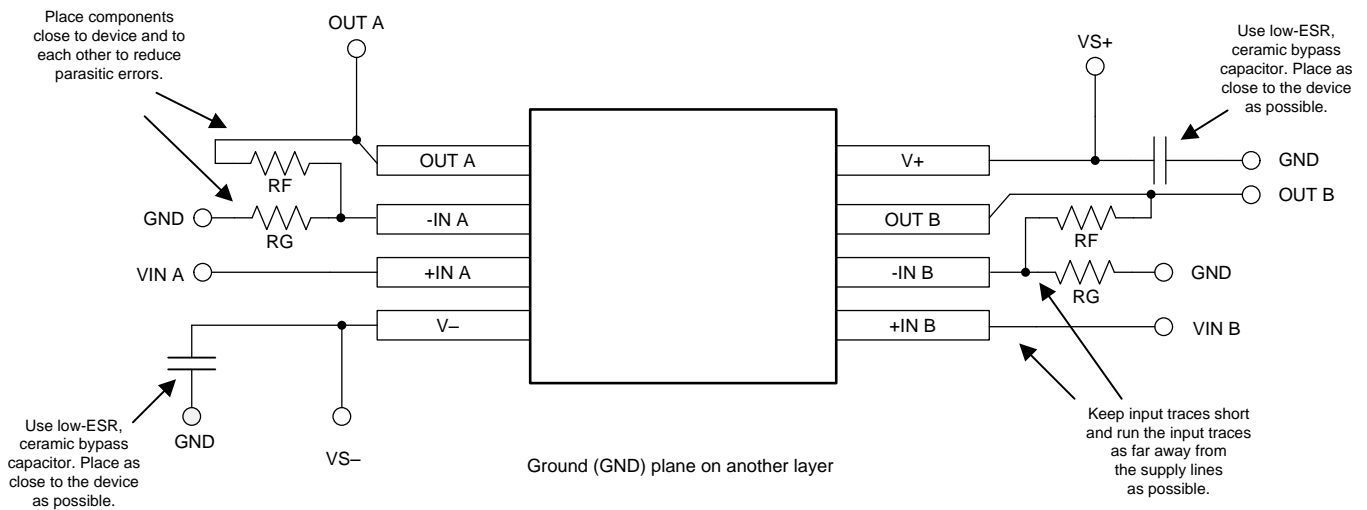 Place components
close to device and to
each other to reduce
parasitic errors.
OUT A
VS+
Use low-ESR,
ceramic bypass
capacitor. Place as
close to the device
as possible.
OUT A
V+
GND
RF
OUT B
GND
-IN A
OUT B
RG
RF
VIN A
+IN A
-IN B
GND
RG
V–
+IN B
VIN B
Use low-ESR,
ceramic bypass
capacitor. Place as
close to the device
as possible.
GND
VS–
Ground (GND) plane on another layer
Keep input traces short
and run the input traces
as far away from
the supply lines
as possible.